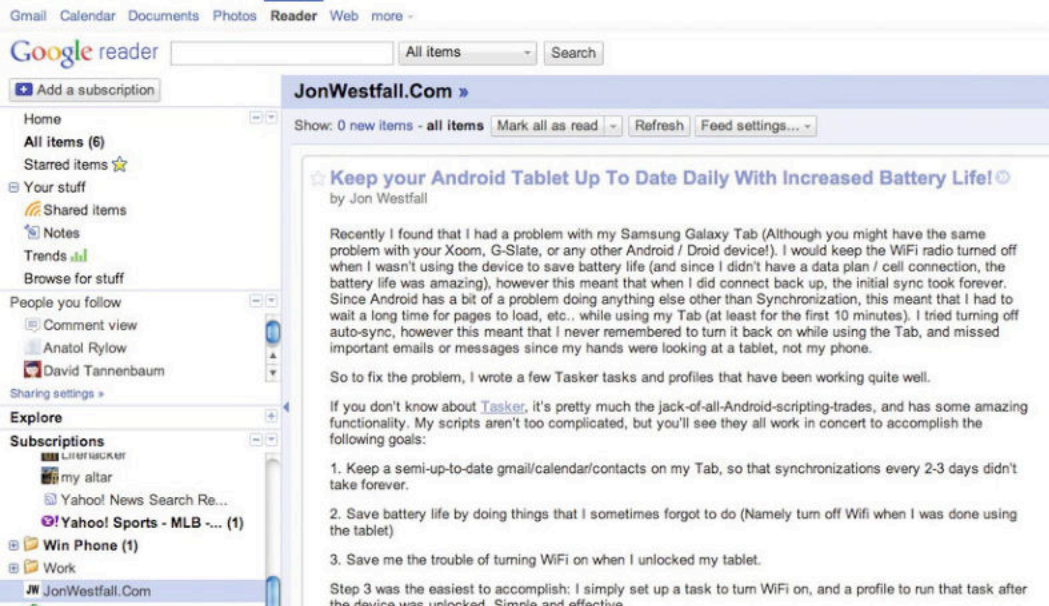 Gmail Calendar Documents Photos Reader Web more
Google reader All items Search
Add a subscription
Home
All items (6)
Starred items
Your stuff
Shared items
Notes
Trends
Browse for stuff
People you follow
Comment view
Anatol Rylow
David Tannenbaum
Sharing settings »
Explore
Subscriptions
Lifehacker
my altar
Yahoo! News Search Re...
Yahoo! Sports - MLB -... (1)
Win Phone (1)
Work
JW JonWestfall.Com
JonWestfall.Com »
Show: 0 new items - all items Mark all as read Refresh Feed settings...
Keep your Android Tablet Up To Date Daily With Increased Battery Life!
by Jon Westfall
Recently I found that I had a problem with my Samsung Galaxy Tab (Although you might have the same
problem with your Xoom, G-Slate, or any other Android / Droid device!). I would keep the WiFi radio turned off
when I wasn't using the device to save battery life (and since I didn't have a data plan / cell connection, the
battery life was amazing), however this meant that when I did connect back up, the initial sync took forever.
Since Android has a bit of a problem doing anything else other than Synchronization, this meant that I had to
wait a long time for pages to load, etc.. while using my Tab (at least for the first 10 minutes). I tried turning off
auto-sync, however this meant that I never remembered to turn it back on while using the Tab, and missed
important emails or messages since my hands were looking at a tablet, not my phone.
So to fix the problem, I wrote a few Tasker tasks and profiles that have been working quite well.
If you don't know about Tasker, it's pretty much the jack-of-all-Android-scripting-trades, and has some amazing
functionality. My scripts aren't too complicated, but you'll see they all work in concert to accomplish the
following goals:
1. Keep a semi-up-to-date gmail/calendar/contacts on my Tab, so that synchronizations every 2-3 days didn't
take forever.
2. Save battery life by doing things that I sometimes forgot to do (Namely turn off Wifi when I was done using
the tablet)
3. Save me the trouble of turning WiFi on when I unlocked my tablet.
Step 3 was the easiest to accomplish: I simply set up a task to turn WiFi on, and a profile to run that task after
the device was unlocked. Simple and effective.